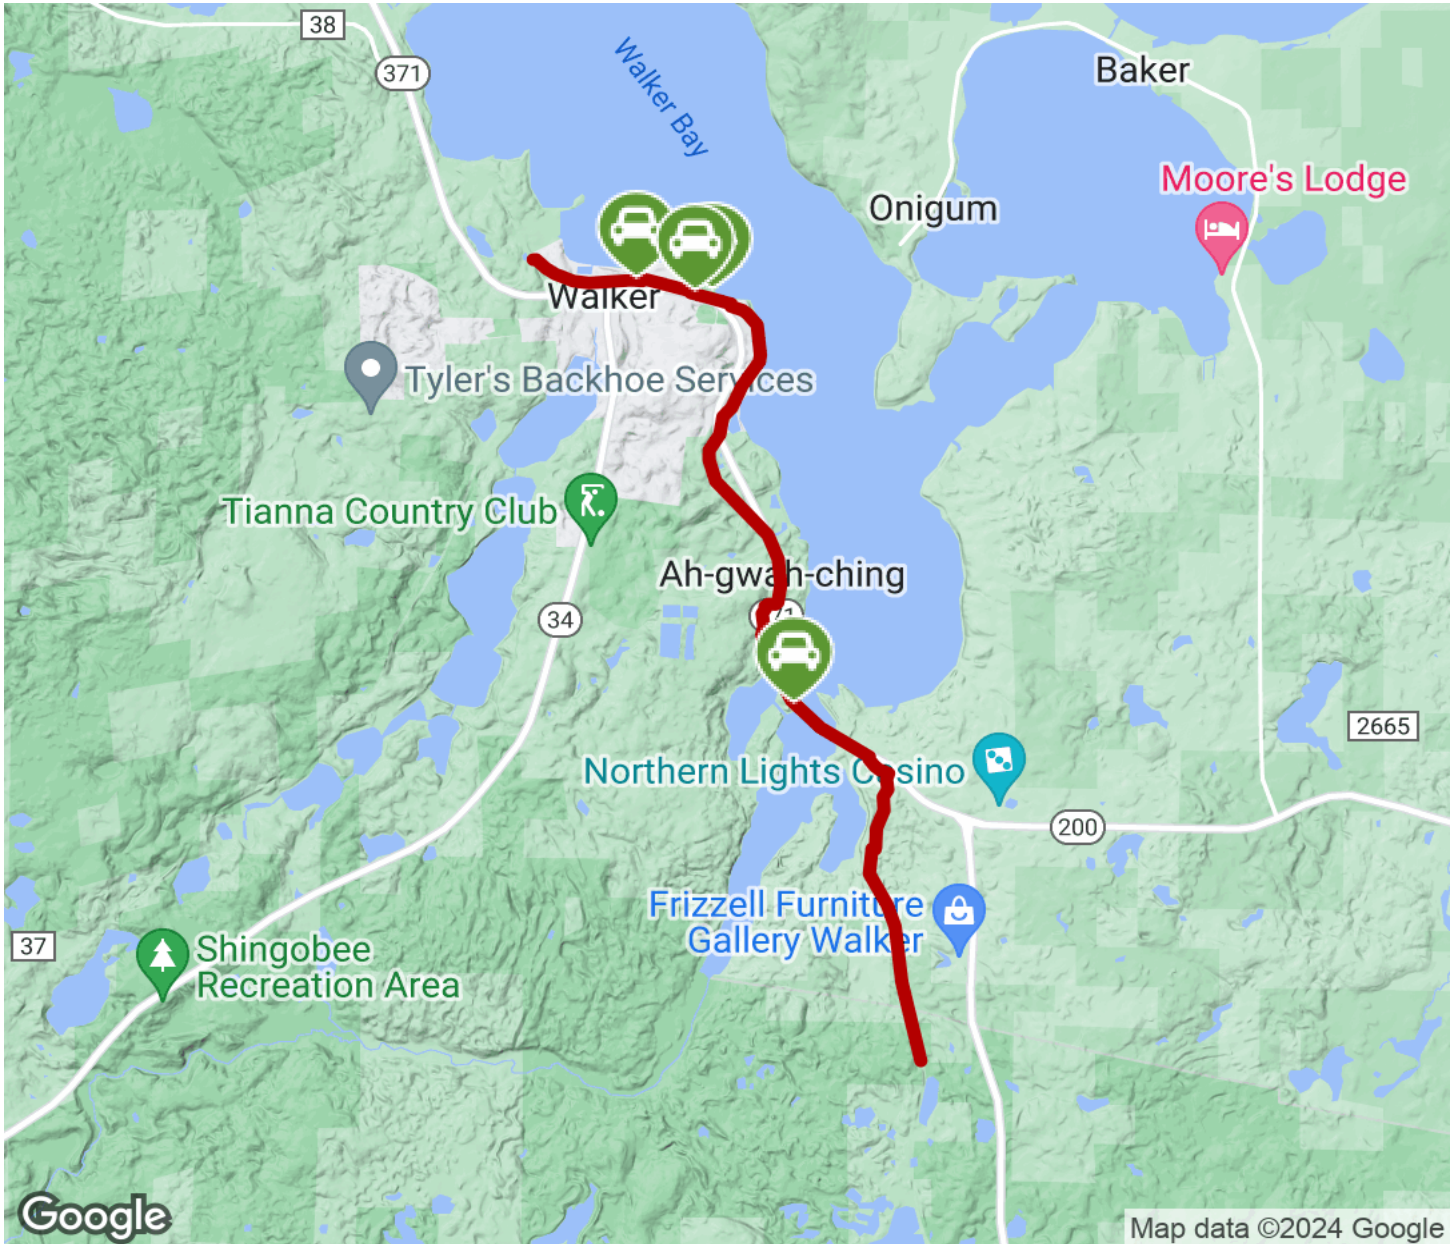 38
371
Walker Bay
Baker
Moore's Lodge
Onigum
Walker
Tyler's Backhoe Services
Tianna Country Club
Ah-gwah-ching
34
2665
Northern Lights Casino
200
Frizzell Furniture
Gallery Walker
37
Shingobee
Recreation Area
Google
Map data ©2024 Google